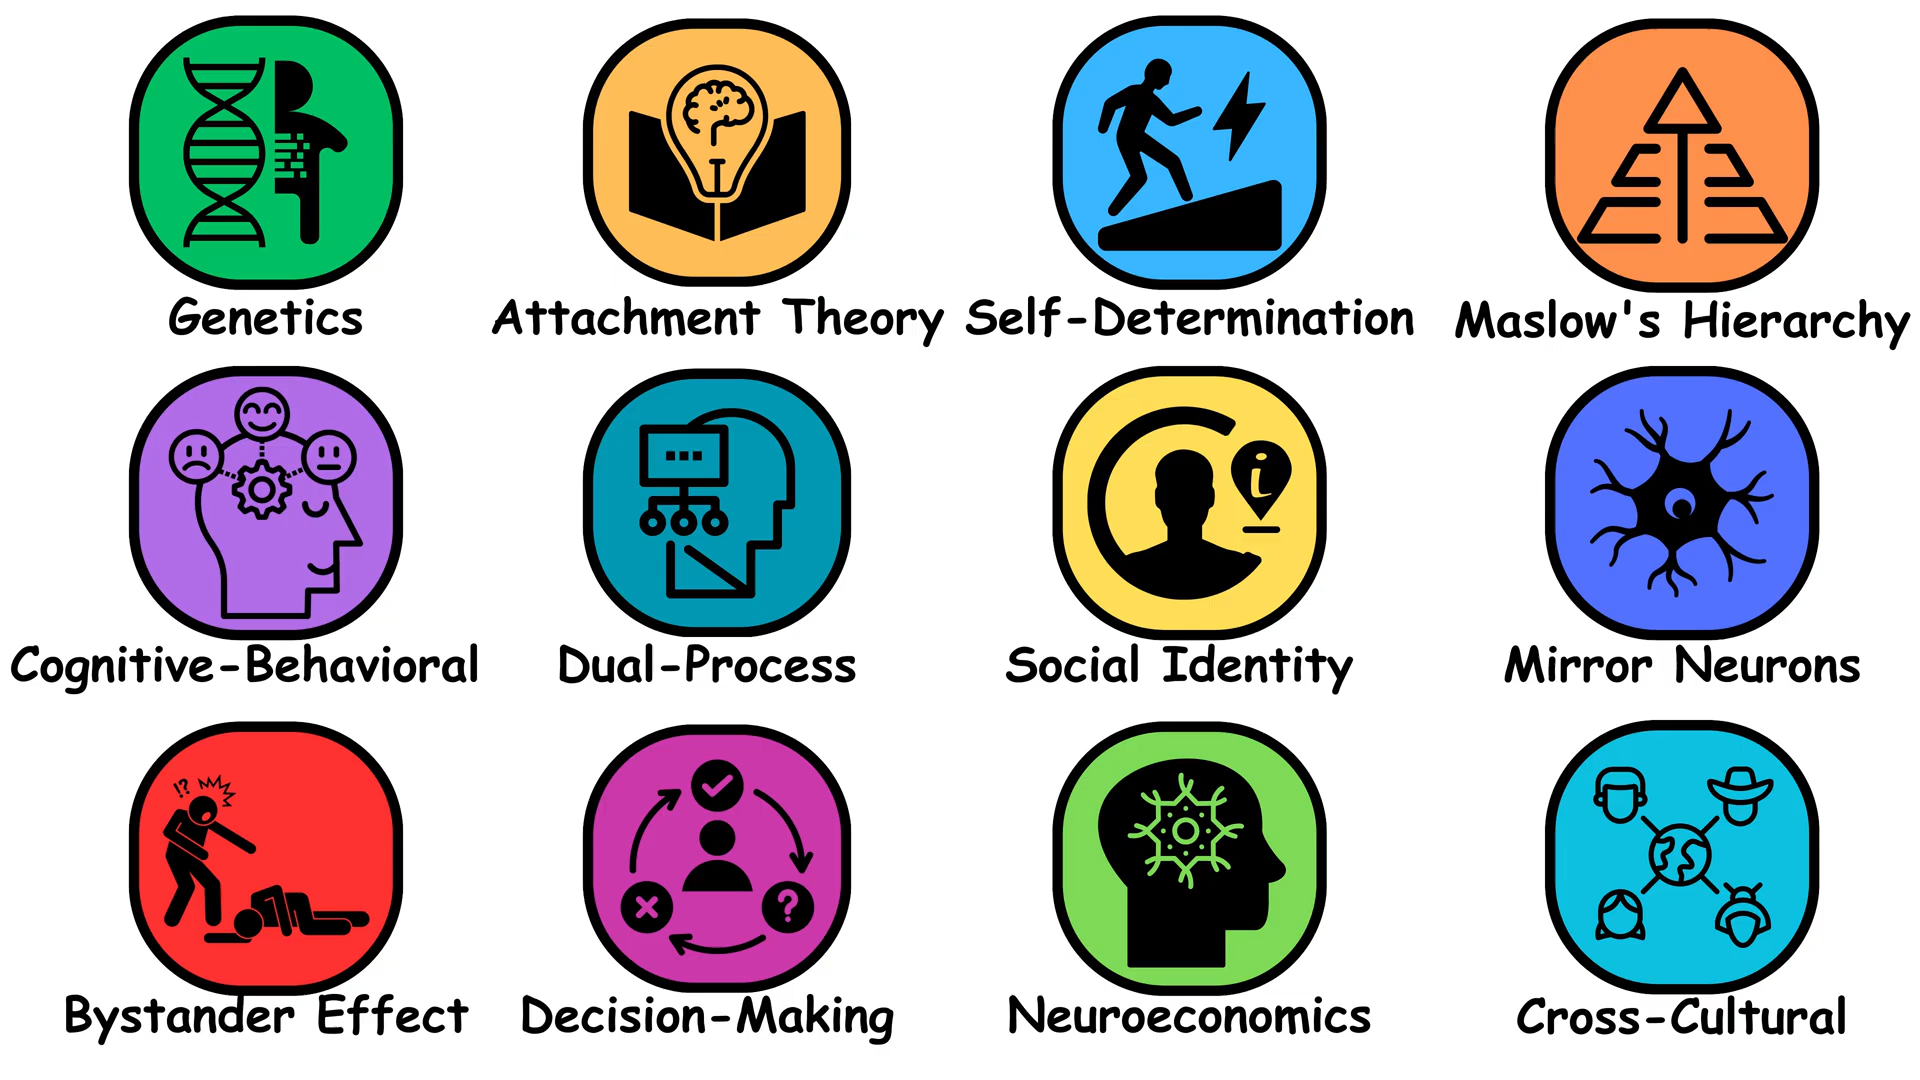 Genetics
Attachment Theory
Self-Determination
Maslow's Hierarchy
Cognitive-Behavioral
Dual-Process
Social Identity
i
Mirror Neurons
!?
Bystander Effect
?
Decision-Making
Neuroeconomics
Cross-Cultural